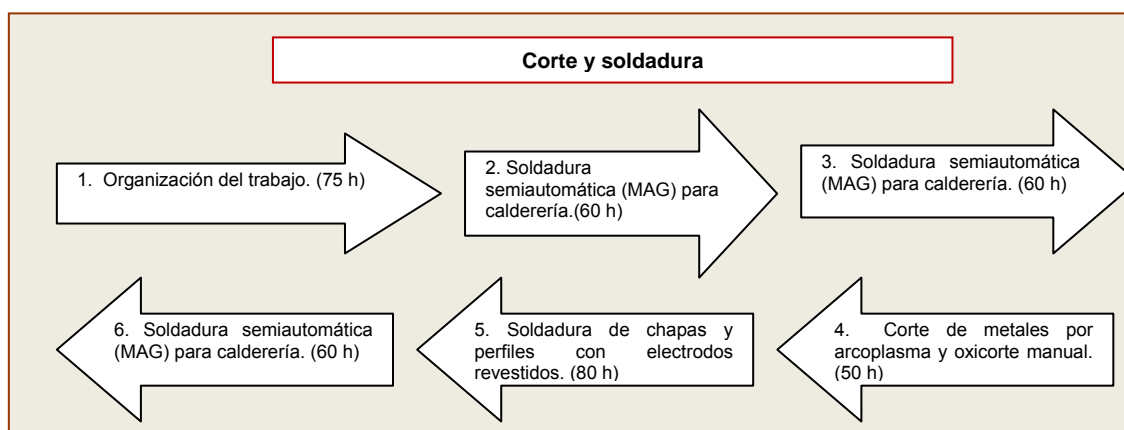 Corte y soldadura
1. Organización del trabajo. (75 h)
2. Soldadura
semiautomática (MAG) para
calderería.(60 h)
3. Soldadura semiautomática
(MAG) para calderería. (60 h)
6. Soldadura semiautomática
(MAG) para calderería. (60 h)
5. Soldadura de chapas y
perfiles con electrodos
revestidos. (80 h)
4. Corte de metales por
arcoplasma y oxicorte manual.
(50 h)